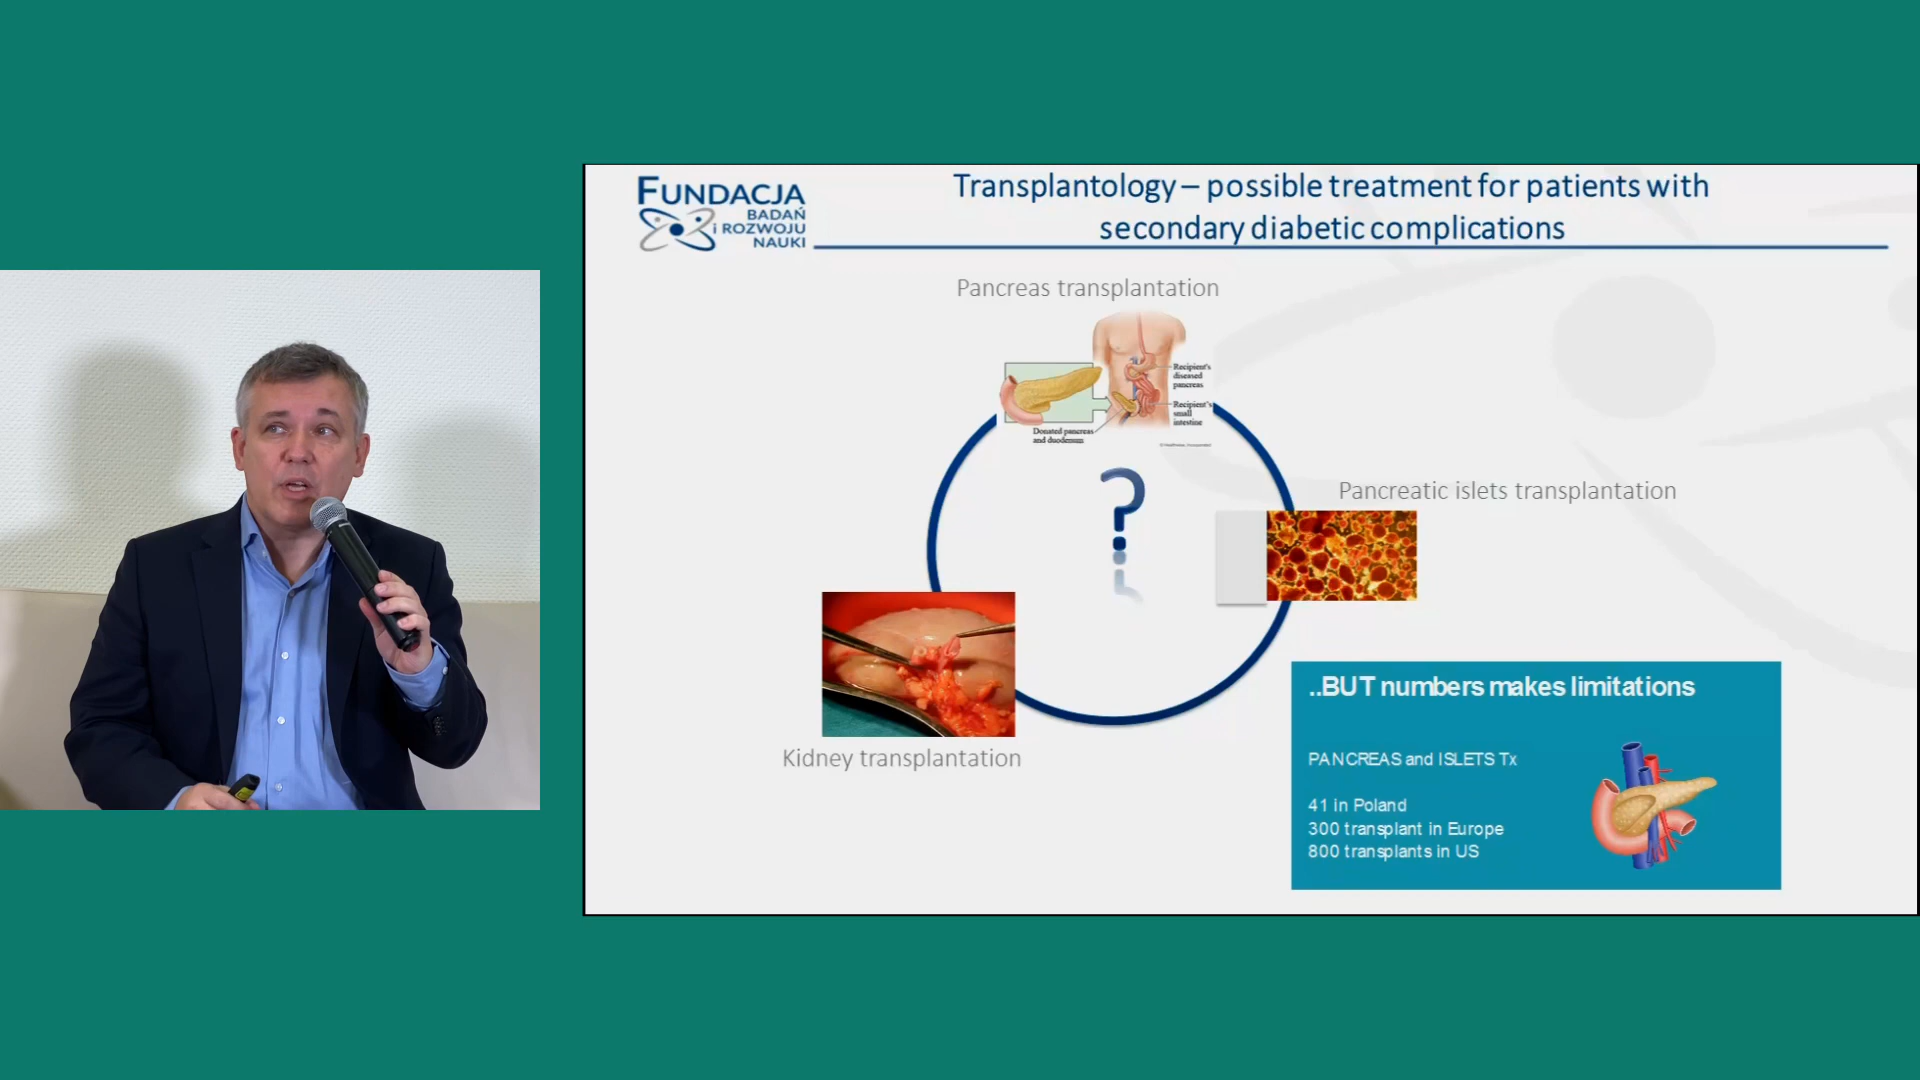 FUNDACJA
BADAŃ
i ROZWOJU
NAUKI
Transplantology – possible treatment for patients with
secondary diabetic complications
Pancreas transplantation
Recipient's
diseased
pancreas
Recipient's
small
intestine
Donated pancreas
and duodenum
?
Pancreatic islets transplantation
Kidney transplantation
..BUT numbers makes limitations
PANCREAS and ISLETS Tx
41 in Poland
300 transplant in Europe
800 transplants in US